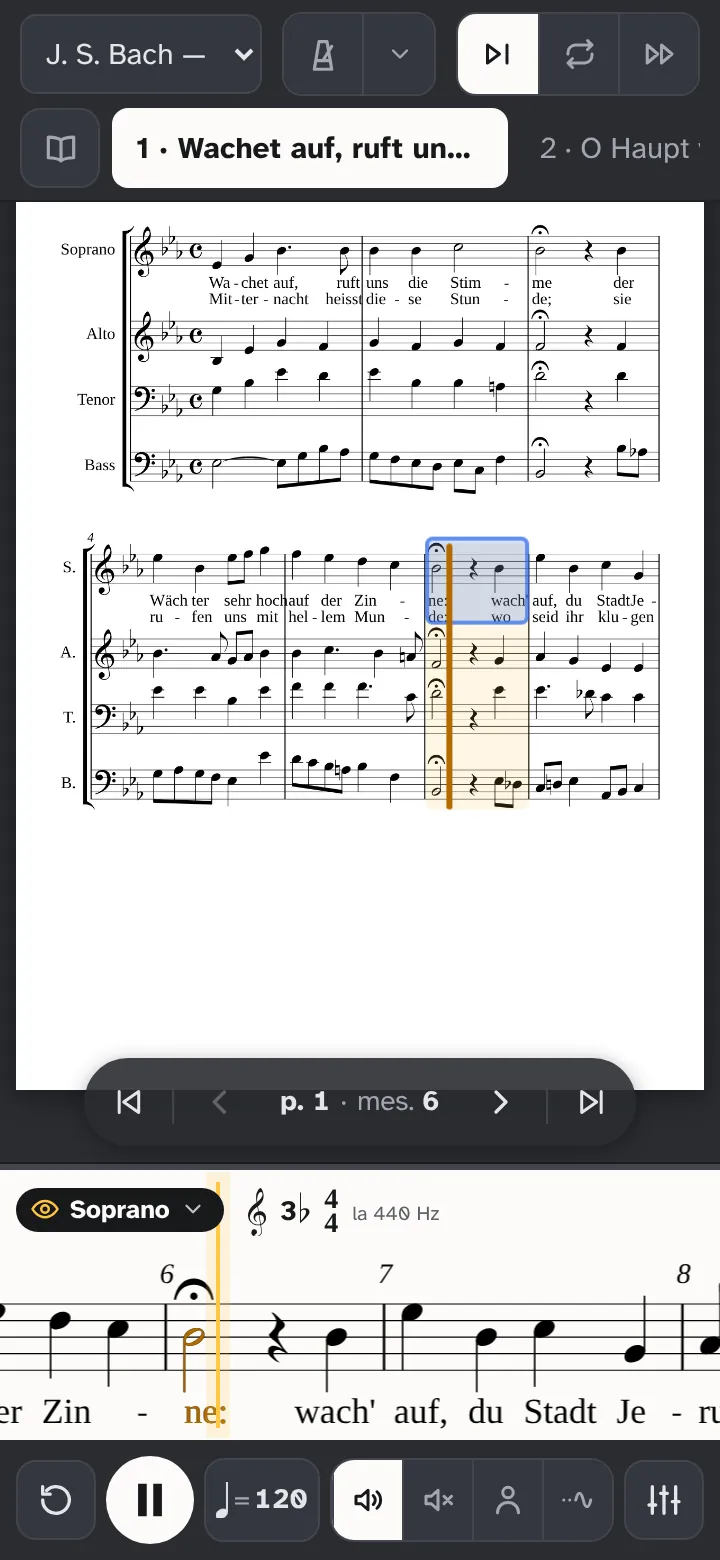 J. S. Bach —
1 · Wachet auf, ruft un...
2 · O Haupt
Soprano
Wa - chet auf, ruft uns die Stim - me der
Mit - ter - nacht heisst die - se Stun - de; sie
Alto
Tenor
Bass
4
S.
Wäch ter sehr hoch auf der Zin - ne: wach' auf, du Stadt Je -
ru - fen uns mit hel - lem Mun - de: wo seid ihr klu - gen
A.
T.
B.
p. 1 · mes. 6
Soprano
3♭ 4/4 la 440 Hz
6 7 8
er Zin - ne: wach' auf, du Stadt Je - ru
♩ = 120